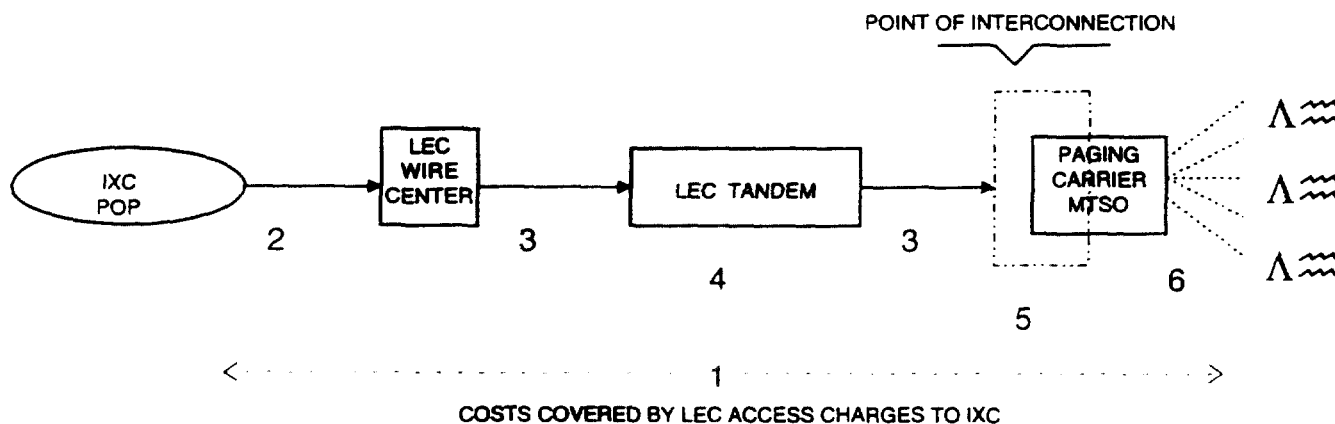 POINT OF INTERCONNECTION
IXC
POP
LEC
WIRE
CENTER
LEC TANDEM
PAGING
CARRIER
MTSO
2
3
4
3
5
6
1
COSTS COVERED BY LEC ACCESS CHARGES TO IXC